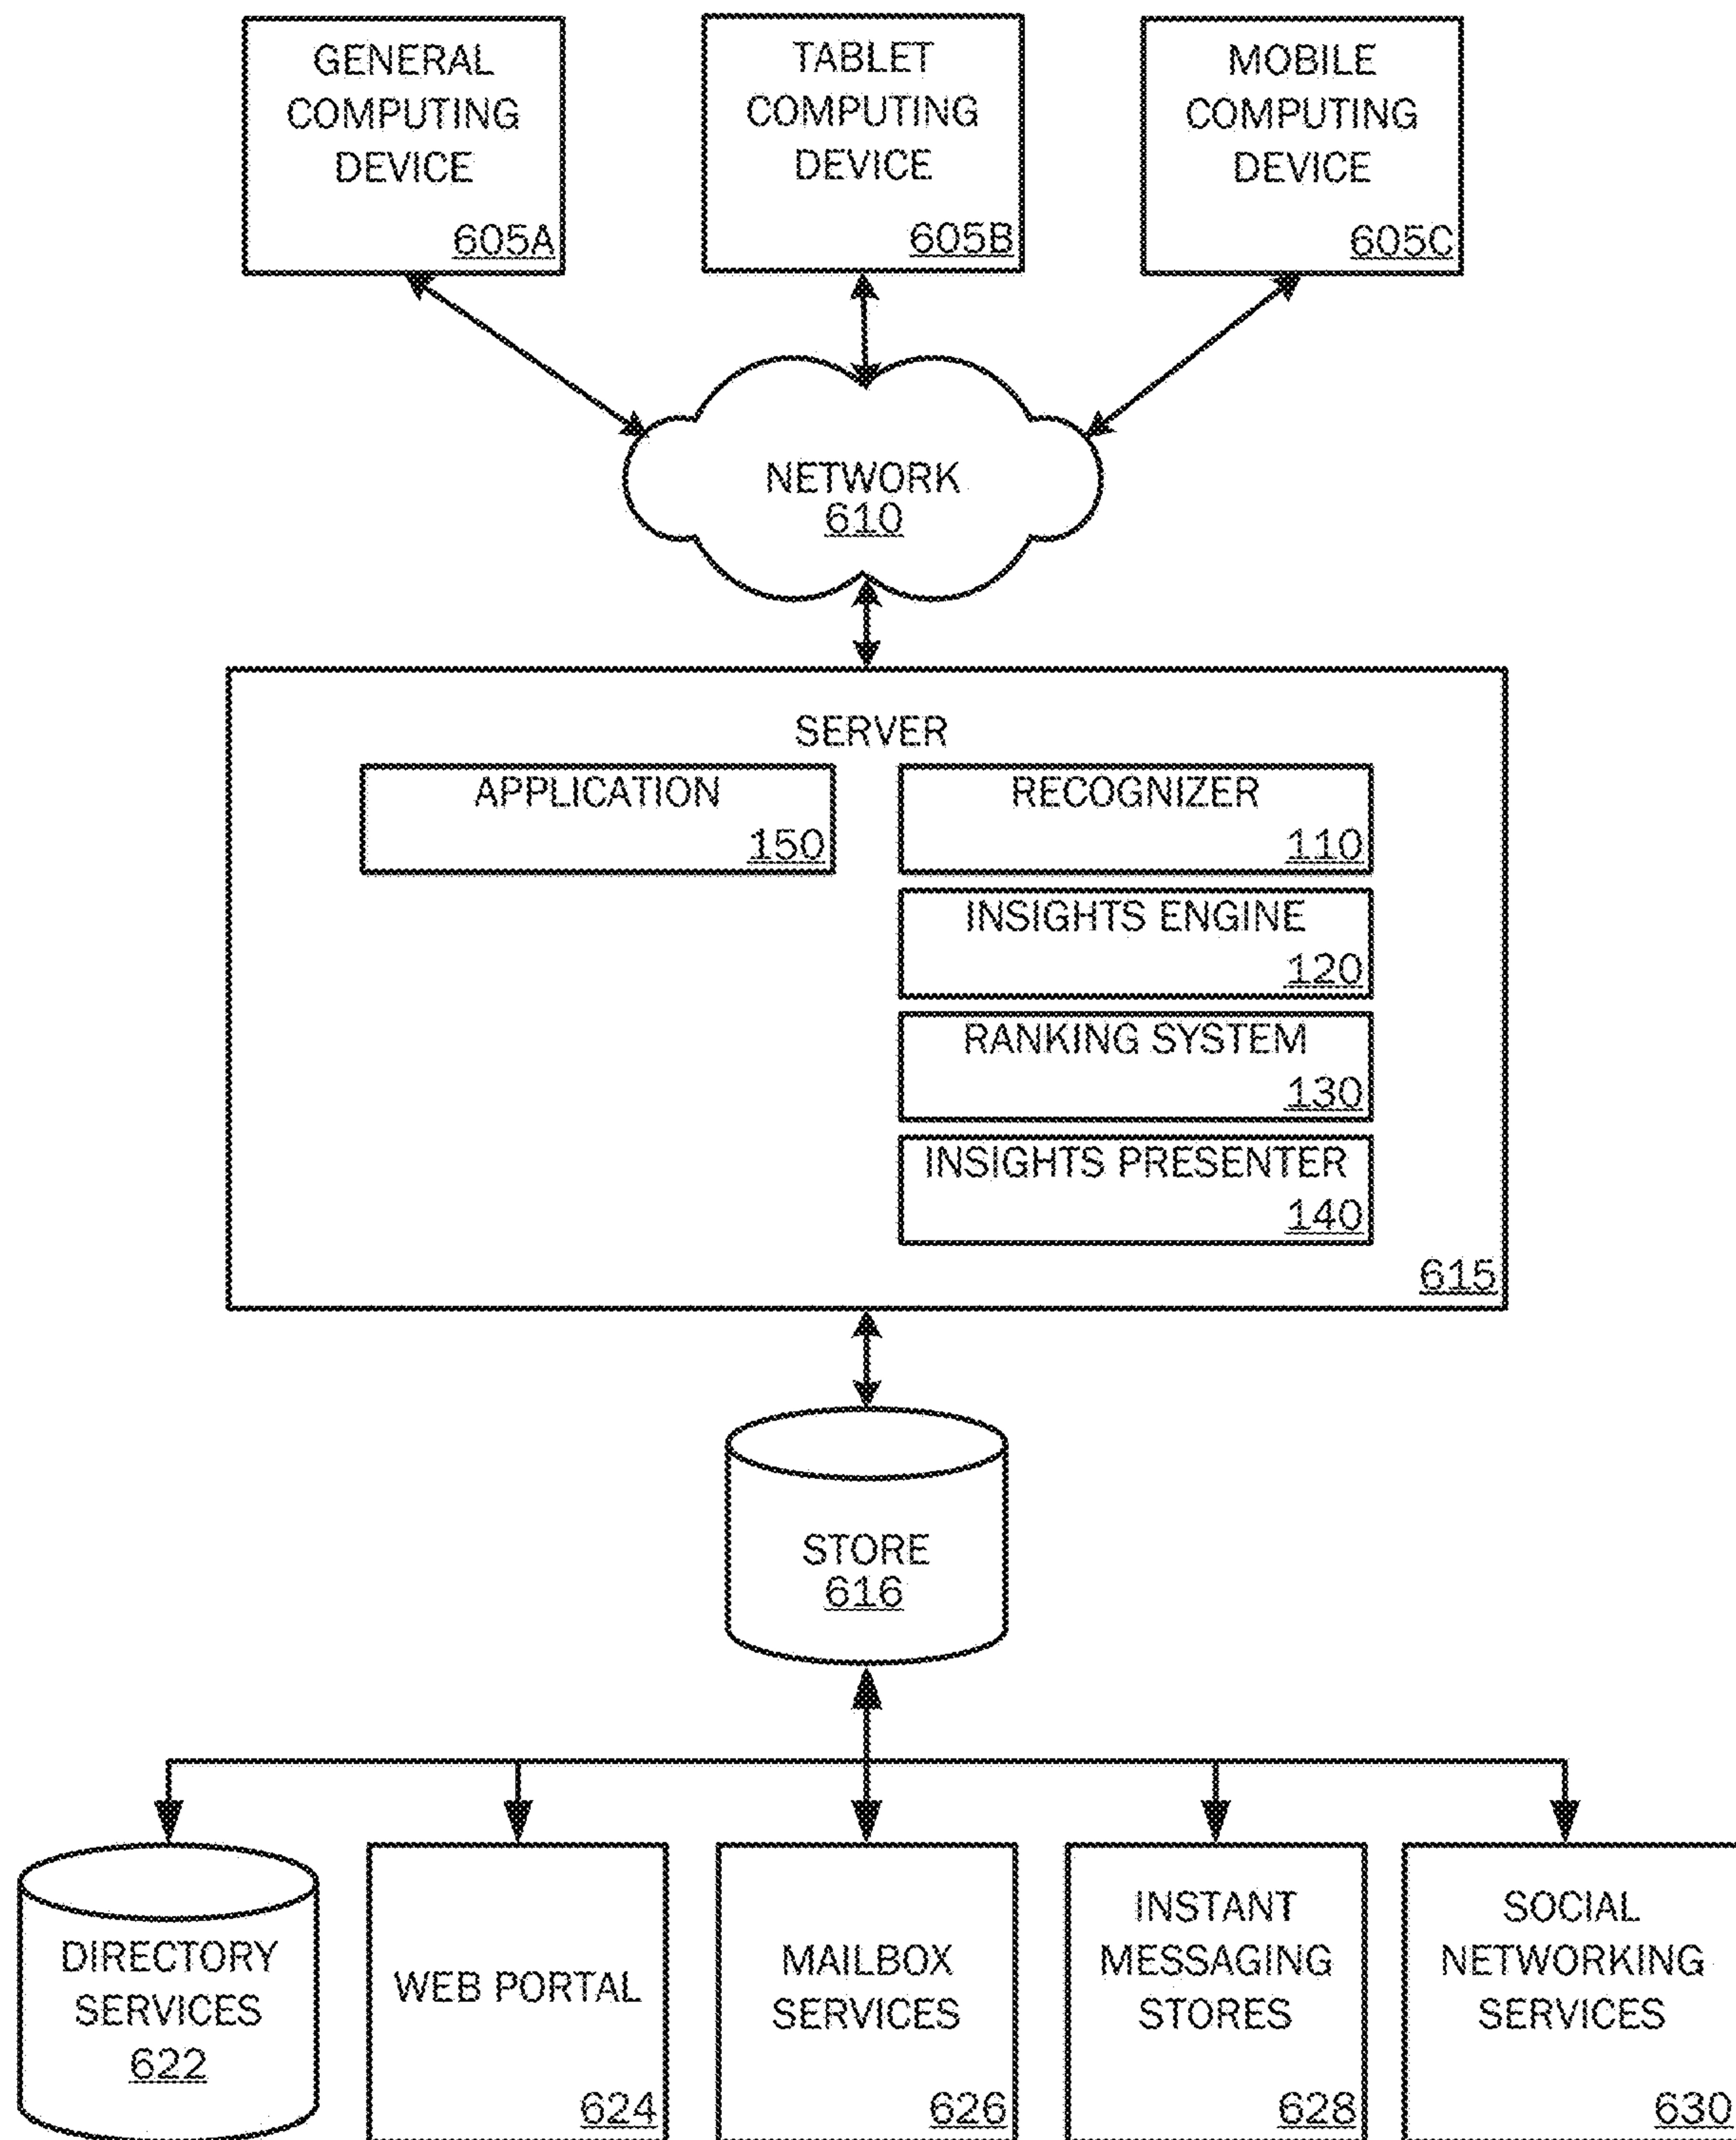 GENERAL
COMPUTING
DEVICE
605A
TABLET
COMPUTING
DEVICE
605B
MOBILE
COMPUTING
DEVICE
605C
NETWORK
610
SERVER
APPLICATION
150
RECOGNIZER
110
INSIGHTS ENGINE
120
RANKING SYSTEM
130
INSIGHTS PRESENTER
140
615
STORE
616
DIRECTORY
SERVICES
622
WEB PORTAL
624
MAILBOX
SERVICES
626
INSTANT
MESSAGING
STORES
628
SOCIAL
NETWORKING
SERVICES
630